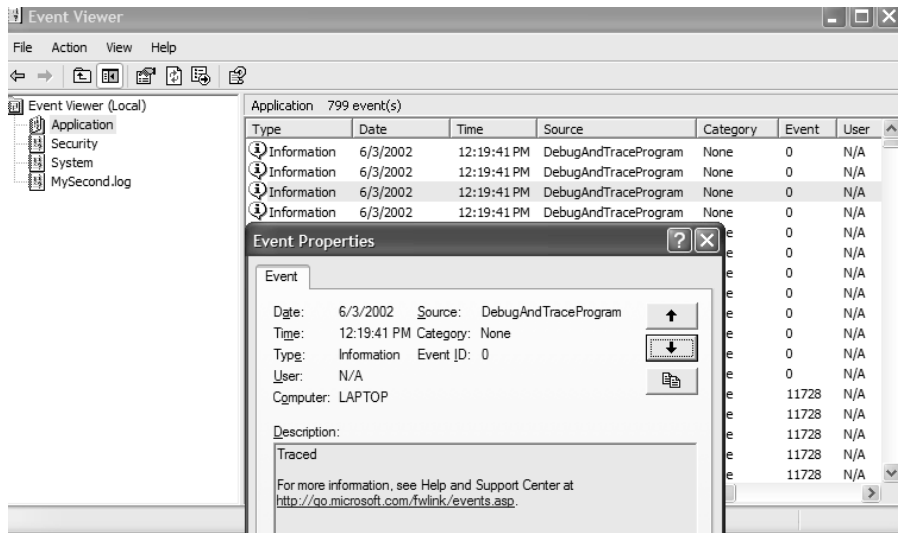 Event Viewer
File Action View Help
Event Viewer (Local)
Application
Security
System
MySecond.log
Application 799 event(s)
Type Date Time Source Category Event User
Information 6/3/2002 12:19:41 PM DebugAndTraceProgram None 0 N/A
Information 6/3/2002 12:19:41 PM DebugAndTraceProgram None 0 N/A
Information 6/3/2002 12:19:41 PM DebugAndTraceProgram None 0 N/A
Information 6/3/2002 12:19:41 PM DebugAndTraceProgram None 0 N/A
e 0 N/A
e 0 N/A
e 0 N/A
e 0 N/A
e 0 N/A
e 0 N/A
e 0 N/A
e 0 N/A
e 11728 N/A
e 11728 N/A
e 11728 N/A
e 11728 N/A
e 11728 N/A
Event Properties
Event
Date: 6/3/2002 Source: DebugAndTraceProgram
Time: 12:19:41 PM Category: None
Type: Information Event ID: 0
User: N/A
Computer: LAPTOP
Description:
Traced
For more information, see Help and Support Center at
http://go.microsoft.com/fwlink/events.asp.